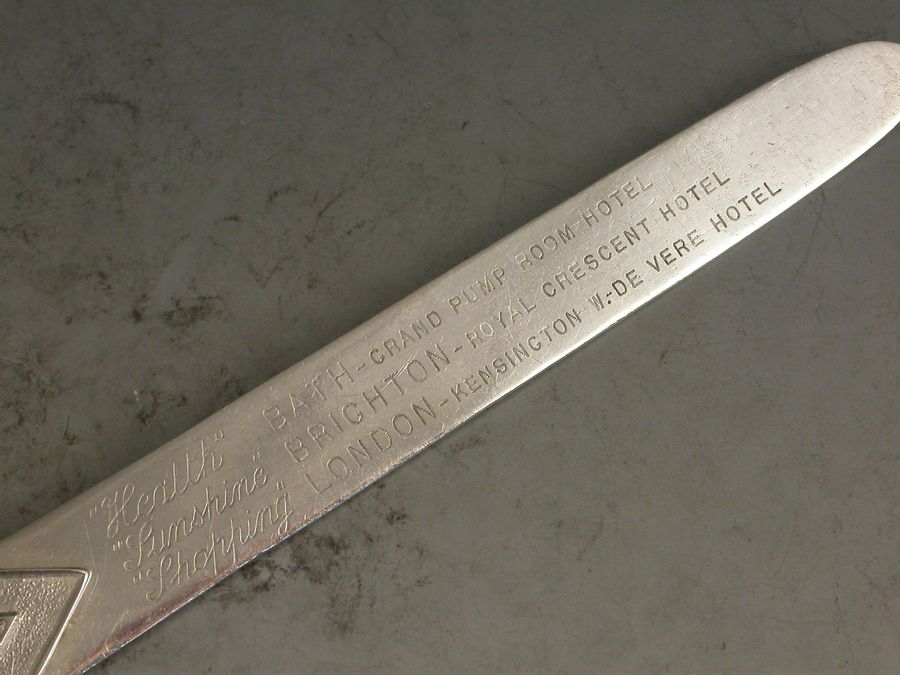 "Health" BATH - GRAND PUMP ROOM HOTEL
"Sunshine" BRIGHTON - ROYAL CRESCENT HOTEL
"Shopping" LONDON - KENSINGTON W. - DE VERE HOTEL